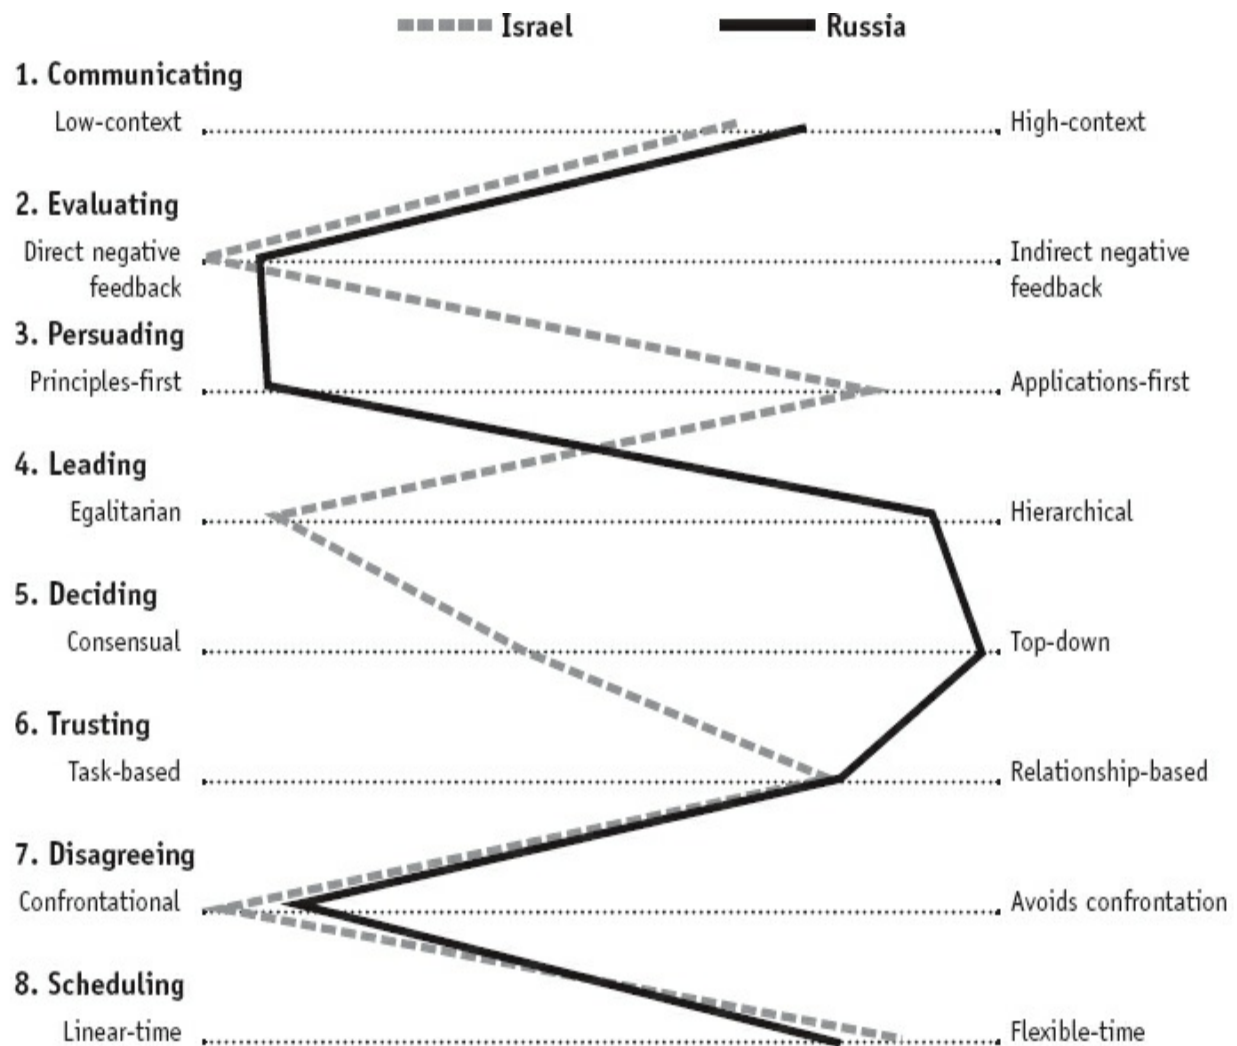 Israel Russia
1. Communicating
Low-context High-context
2. Evaluating
Direct negative Indirect negative
feedback feedback
3. Persuading
Principles-first Applications-first
4. Leading
Egalitarian Hierarchical
5. Deciding
Consensual Top-down
6. Trusting
Task-based Relationship-based
7. Disagreeing
Confrontational Avoids confrontation
8. Scheduling
Linear-time Flexible-time